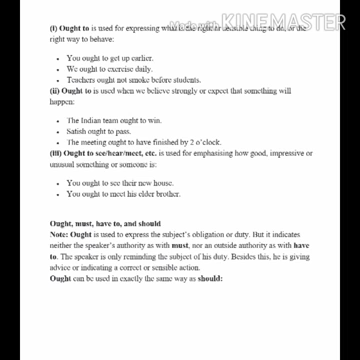 Made with KINEMASTER
(i) Ought to is used for expressing what is the right or sensible thing to do, or the
right way to behave:
• You ought to get up earlier.
• We ought to exercise daily.
• Teachers ought not smoke before students.
(ii) Ought to is used when we believe strongly or expect that something will
happen:
• The Indian team ought to win.
• Satish ought to pass.
• The meeting ought to have finished by 2 o'clock.
(iii) Ought to see/hear/meet, etc. is used for emphasising how good, impressive or
unusual something or someone is:
• You ought to see their new house.
• You ought to meet his elder brother.
Ought, must, have to, and should
Note: Ought is used to express the subject's obligation or duty. But it indicates
neither the speaker's authority as with must, nor an outside authority as with have
to. The speaker is only reminding the subject of his duty. Besides this, he is giving
advice or indicating a correct or sensible action.
Ought can be used in exactly the same way as should: